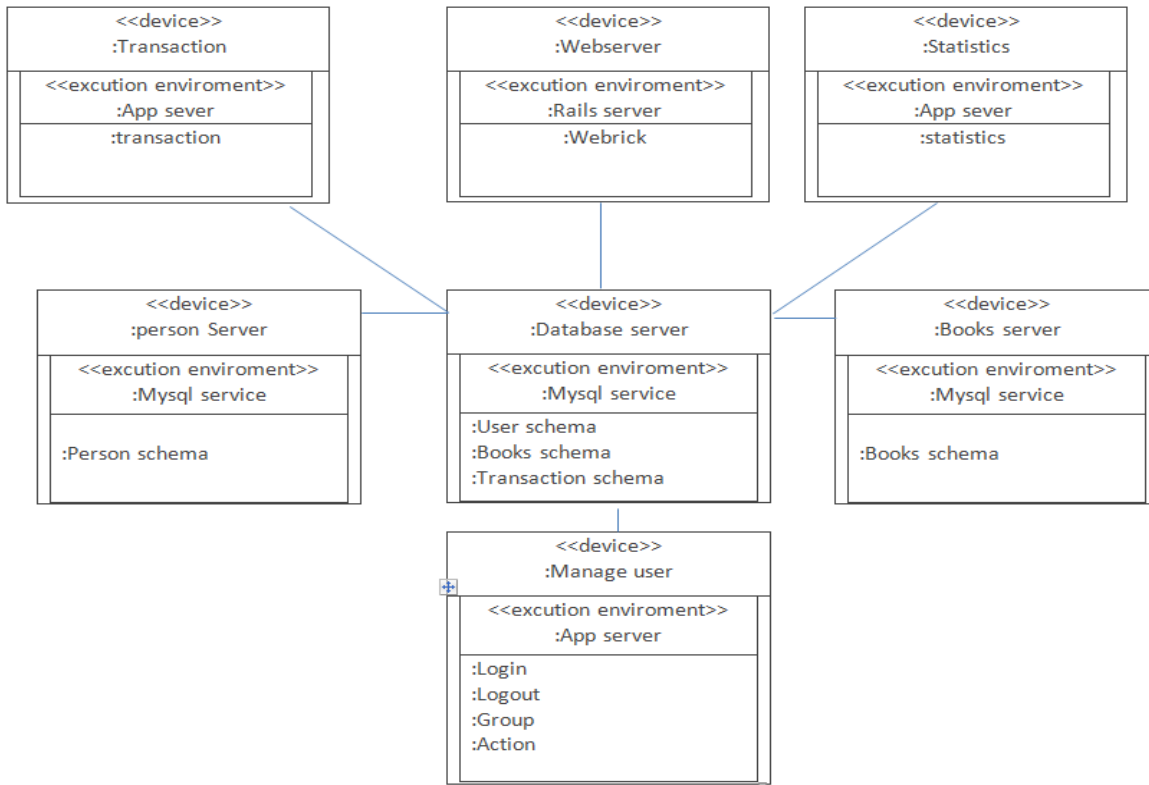 <<device>>
:Transaction
<<excution enviroment>>
:App sever
:transaction
<<device>>
:Webserver
<<excution enviroment>>
:Rails server
:Webrick
<<device>>
:Statistics
<<excution enviroment>>
:App sever
:statistics
<<device>>
:person Server
<<excution enviroment>>
:Mysql service
:Person schema
<<device>>
:Database server
<<excution enviroment>>
:Mysql service
:User schema
:Books schema
:Transaction schema
<<device>>
:Books server
<<excution enviroment>>
:Mysql service
:Books schema
<<device>>
:Manage user
<<excution enviroment>>
:App server
:Login
:Logout
:Group
:Action